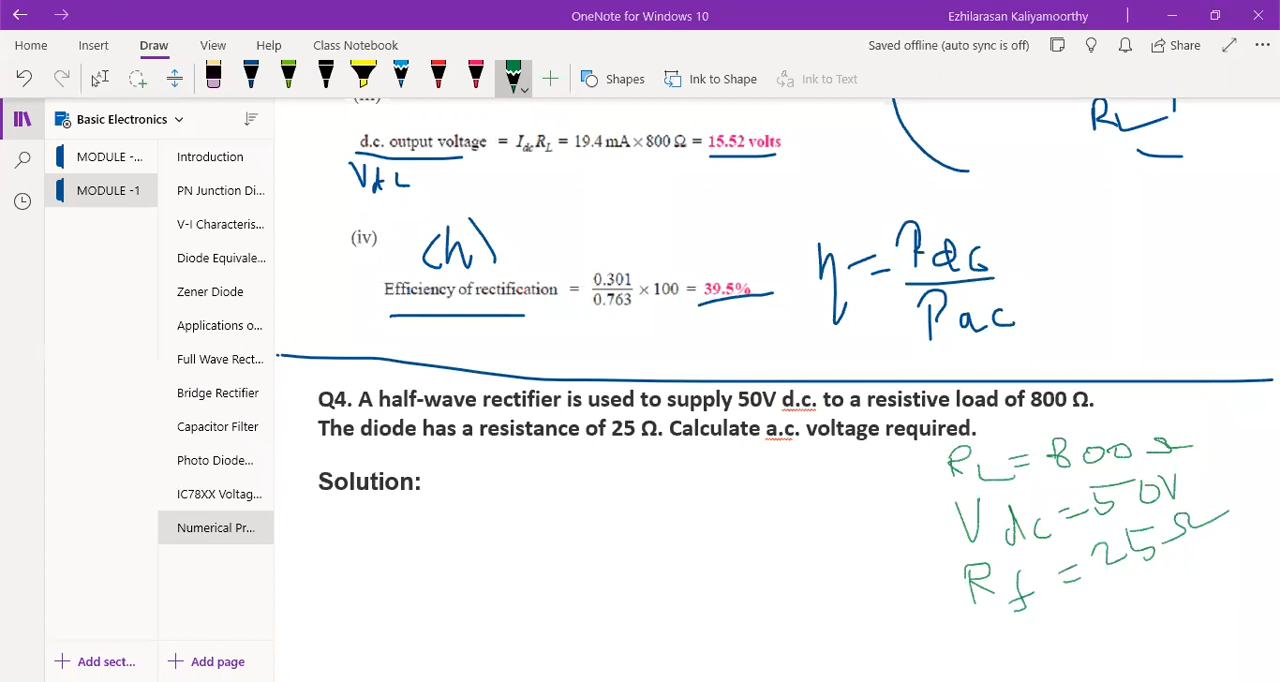 OneNote for Windows 10
Ezhilarasan Kaliyamoorthy
Home Insert Draw View Help Class Notebook
Saved offline (auto sync is off)
Share
Shapes
Ink to Shape
Ink to Text
Basic Electronics
MODULE -...
MODULE -1
Introduction
PN Junction Di...
V-I Characteris...
Diode Equivale...
Zener Diode
Applications o...
Full Wave Rect...
Bridge Rectifier
Capacitor Filter
Photo Diode...
IC78XX Voltag...
Numerical Pr...
Add sect...
Add page
(iii)
RL
d.c. output voltage = IdcRL = 19.4 mA × 800 Ω = 15.52 volts
(iv)
(η)
Efficiency of rectification = 0.301 / 0.763 × 100 = 39.5%
η = Pdc / Pac
Q4. A half-wave rectifier is used to supply 50V d.c. to a resistive load of 800 Ω.
The diode has a resistance of 25 Ω. Calculate a.c. voltage required.
Solution:
RL = 800 Ω
Vdc = 50V
Rf = 25 Ω